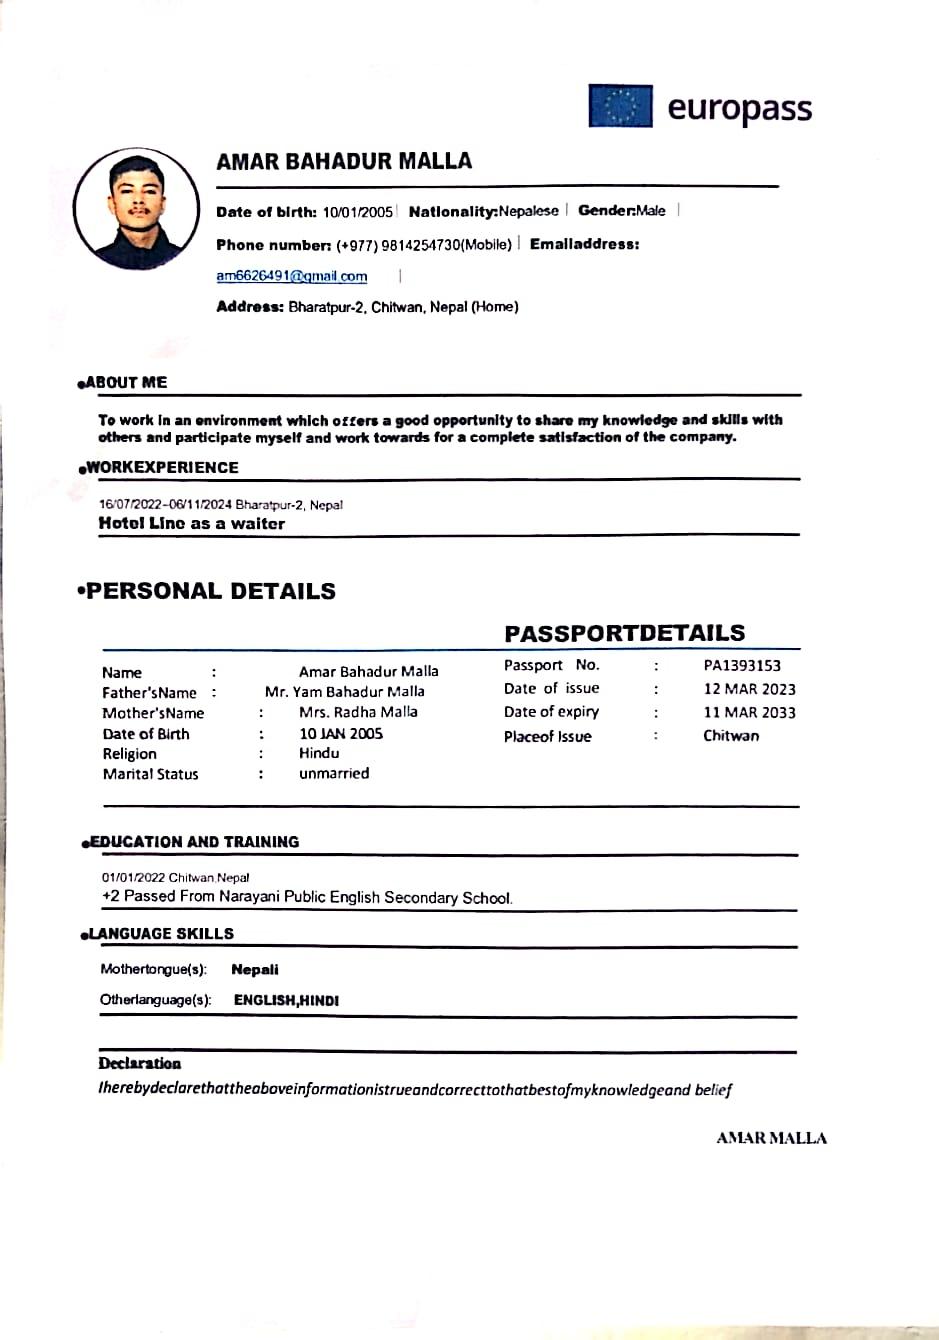 europass
AMAR BAHADUR MALLA
Date of birth: 10/01/2005 | Nationality:Nepalese | Gender:Male |
Phone number: (+977) 9814254730(Mobile) | Emailaddress:
am6626491@gmail.com |
Address: Bharatpur-2, Chitwan, Nepal (Home)
•ABOUT ME
To work in an environment which offers a good opportunity to share my knowledge and skills with
others and participate myself and work towards for a complete satisfaction of the company.
•WORKEXPERIENCE
16/07/2022–06/11/2024 Bharatpur-2, Nepal
Hotel Line as a waiter
•PERSONAL DETAILS
Name : Amar Bahadur Malla
Father'sName : Mr. Yam Bahadur Malla
Mother'sName : Mrs. Radha Malla
Date of Birth : 10 JAN 2005
Religion : Hindu
Marital Status : unmarried
PASSPORTDETAILS
Passport No. : PA1393153
Date of issue : 12 MAR 2023
Date of expiry : 11 MAR 2033
Placeof Issue : Chitwan
•EDUCATION AND TRAINING
01/01/2022 Chitwan,Nepal
+2 Passed From Narayani Public English Secondary School.
•LANGUAGE SKILLS
Mothertongue(s): Nepali
Otherlanguage(s): ENGLISH,HINDI
Declaration
Iherebydeclarethattheaboveinformationistrueandcorrecttothatbestofmyknowledgeand belief
AMAR MALLA